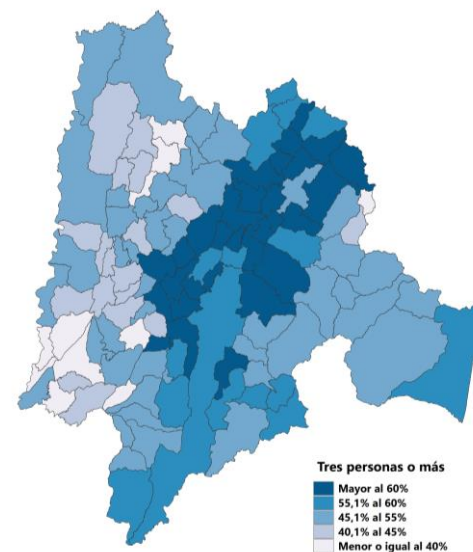 Tres personas o más
Mayor al 60%
55,1% al 60%
45,1% al 55%
40,1% al 45%
Menor o igual al 40%